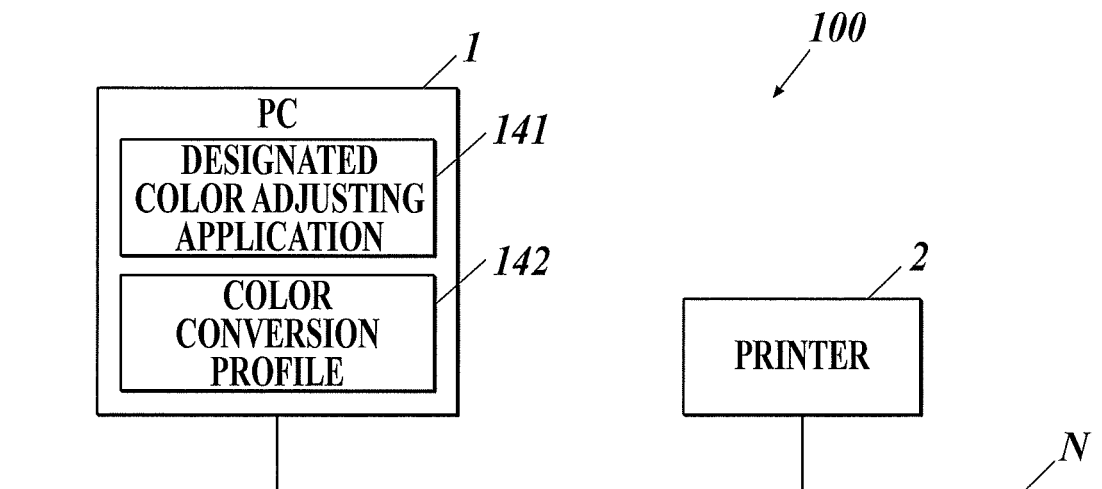 100
1
PC
141
DESIGNATED
COLOR ADJUSTING
APPLICATION
142
COLOR
CONVERSION
PROFILE
2
PRINTER
N